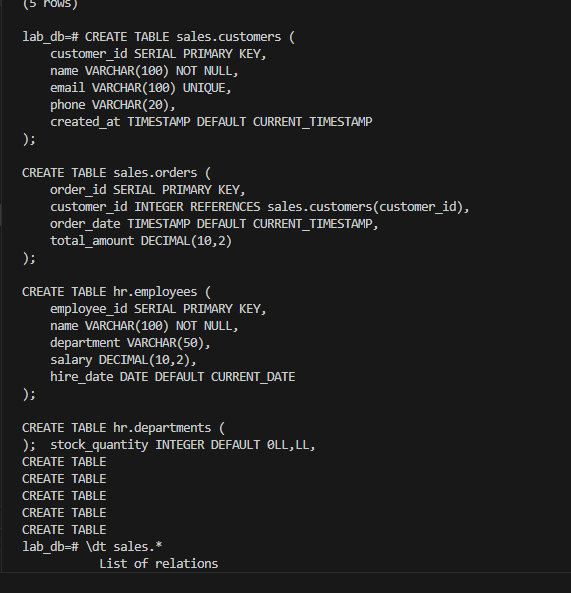 (5 rows)
lab_db=# CREATE TABLE sales.customers (
    customer_id SERIAL PRIMARY KEY,
    name VARCHAR(100) NOT NULL,
    email VARCHAR(100) UNIQUE,
    phone VARCHAR(20),
    created_at TIMESTAMP DEFAULT CURRENT_TIMESTAMP
);
CREATE TABLE sales.orders (
    order_id SERIAL PRIMARY KEY,
    customer_id INTEGER REFERENCES sales.customers(customer_id),
    order_date TIMESTAMP DEFAULT CURRENT_TIMESTAMP,
    total_amount DECIMAL(10,2)
);
CREATE TABLE hr.employees (
    employee_id SERIAL PRIMARY KEY,
    name VARCHAR(100) NOT NULL,
    department VARCHAR(50),
    salary DECIMAL(10,2),
    hire_date DATE DEFAULT CURRENT_DATE
);
CREATE TABLE hr.departments (
);  stock_quantity INTEGER DEFAULT 0LL,LL,
CREATE TABLE
CREATE TABLE
CREATE TABLE
CREATE TABLE
CREATE TABLE
lab_db=# \dt sales.*
          List of relations